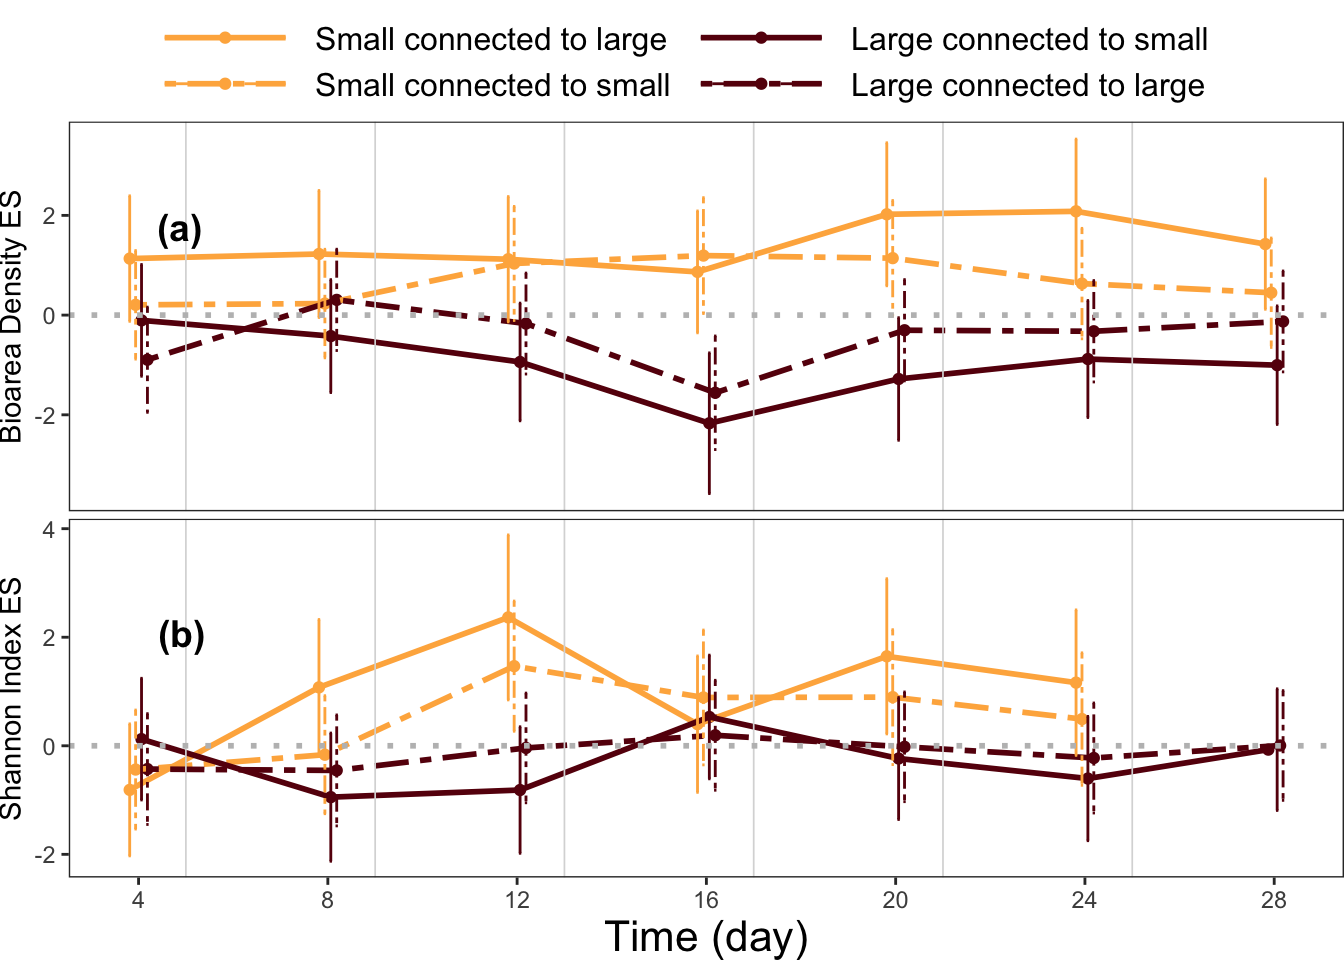 Small connected to large
Large connected to small
Small connected to small
Large connected to large
Bioarea Density ES
(a)
2
0
-2
Shannon Index ES
(b)
4
2
0
-2
4 8 12 16 20 24 28
Time (day)